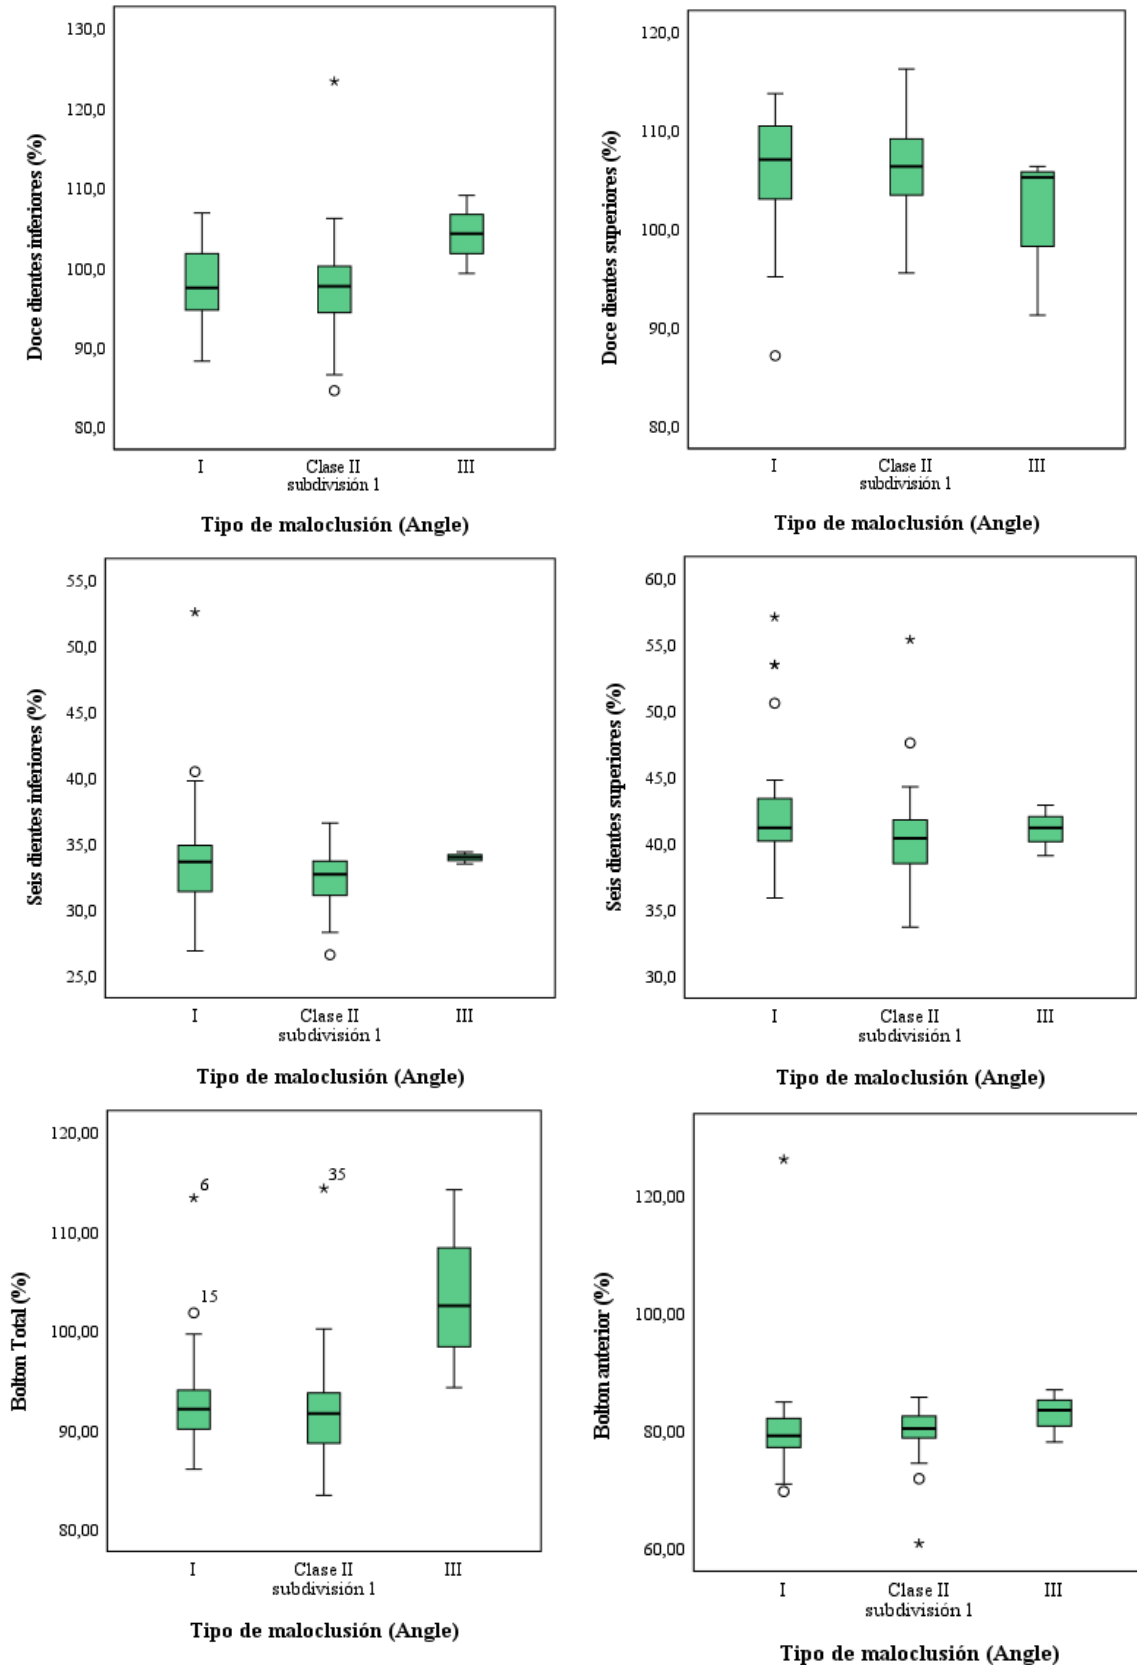 Doce dientes inferiores (%)
130,0
120,0
110,0
100,0
90,0
80,0
I
Clase II
subdivisión 1
III
Tipo de maloclusión (Angle)
Doce dientes superiores (%)
120,0
110,0
100,0
90,0
80,0
I
Clase II
subdivisión 1
III
Tipo de maloclusión (Angle)
Seis dientes inferiores (%)
55,0
50,0
45,0
40,0
35,0
30,0
25,0
I
Clase II
subdivisión 1
III
Tipo de maloclusión (Angle)
Seis dientes superiores (%)
60,0
55,0
50,0
45,0
40,0
35,0
30,0
I
Clase II
subdivisión 1
III
Tipo de maloclusión (Angle)
Bolton Total (%)
120,00
110,00
100,00
90,00
80,00
6
15
35
I
Clase II
subdivisión 1
III
Tipo de maloclusión (Angle)
Bolton anterior (%)
120,00
100,00
80,00
60,00
I
Clase II
subdivisión 1
III
Tipo de maloclusión (Angle)